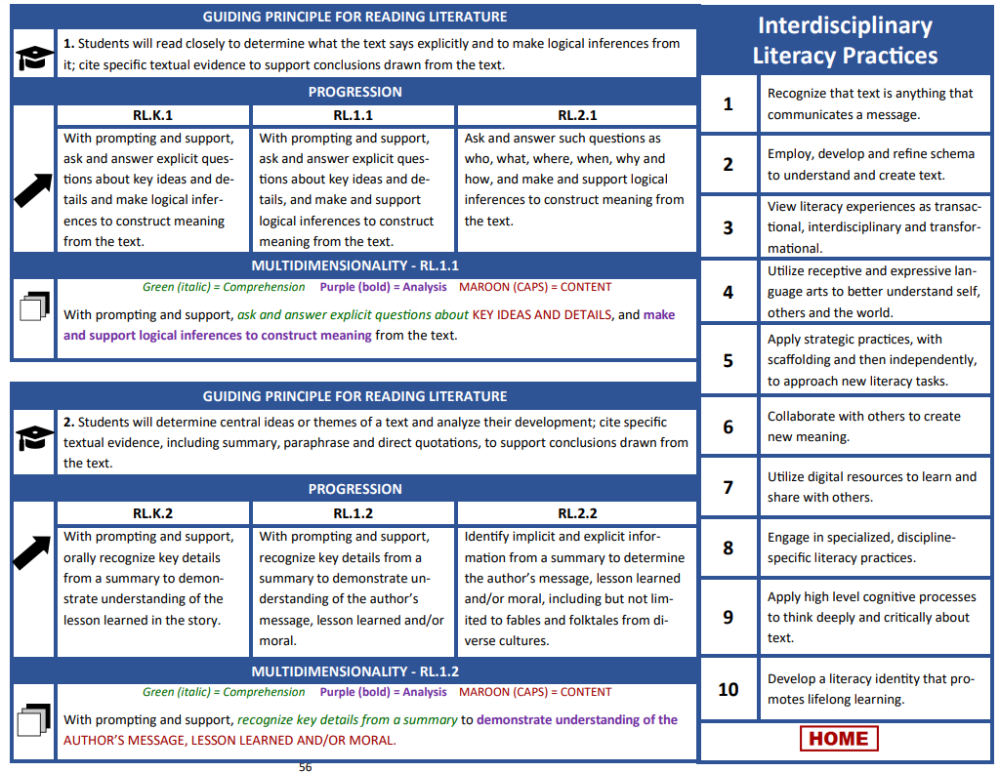 GUIDING PRINCIPLE FOR READING LITERATURE
1. Students will read closely to determine what the text says explicitly and to make logical inferences from
it; cite specific textual evidence to support conclusions drawn from the text.
PROGRESSION
RL.K.1
With prompting and support,
ask and answer explicit ques-
tions about key ideas and de-
tails and make logical infer-
ences to construct meaning
from the text.
RL.1.1
With prompting and support,
ask and answer explicit ques-
tions about key ideas and de-
tails, and make and support
logical inferences to construct
meaning from the text.
RL.2.1
Ask and answer such questions as
who, what, where, when, why and
how, and make and support logical
inferences to construct meaning from
the text.
MULTIDIMENSIONALITY - RL.1.1
Green (italic) = Comprehension Purple (bold) = Analysis MAROON (CAPS) = CONTENT
With prompting and support, ask and answer explicit questions about KEY IDEAS AND DETAILS, and make
and support logical inferences to construct meaning from the text.
GUIDING PRINCIPLE FOR READING LITERATURE
2. Students will determine central ideas or themes of a text and analyze their development; cite specific
textual evidence, including summary, paraphrase and direct quotations, to support conclusions drawn from
the text.
PROGRESSION
RL.K.2
With prompting and support,
orally recognize key details
from a summary to demon-
strate understanding of the
lesson learned in the story.
RL.1.2
With prompting and support,
recognize key details from a
summary to demonstrate un-
derstanding of the author's
message, lesson learned and/or
moral.
RL.2.2
Identify implicit and explicit infor-
mation from a summary to determine
the author's message, lesson learned
and/or moral, including but not lim-
ited to fables and folktales from di-
verse cultures.
MULTIDIMENSIONALITY - RL.1.2
Green (italic) = Comprehension Purple (bold) = Analysis MAROON (CAPS) = CONTENT
With prompting and support, recognize key details from a summary to demonstrate understanding of the
AUTHOR'S MESSAGE, LESSON LEARNED AND/OR MORAL.
56
Interdisciplinary
Literacy Practices
1
Recognize that text is anything that
communicates a message.
2
Employ, develop and refine schema
to understand and create text.
3
View literacy experiences as transac-
tional, interdisciplinary and transfor-
mational.
4
Utilize receptive and expressive lan-
guage arts to better understand self,
others and the world.
5
Apply strategic practices, with
scaffolding and then independently,
to approach new literacy tasks.
6
Collaborate with others to create
new meaning.
7
Utilize digital resources to learn and
share with others.
8
Engage in specialized, discipline-
specific literacy practices.
9
Apply high level cognitive processes
to think deeply and critically about
text.
10
Develop a literacy identity that pro-
motes lifelong learning.
HOME